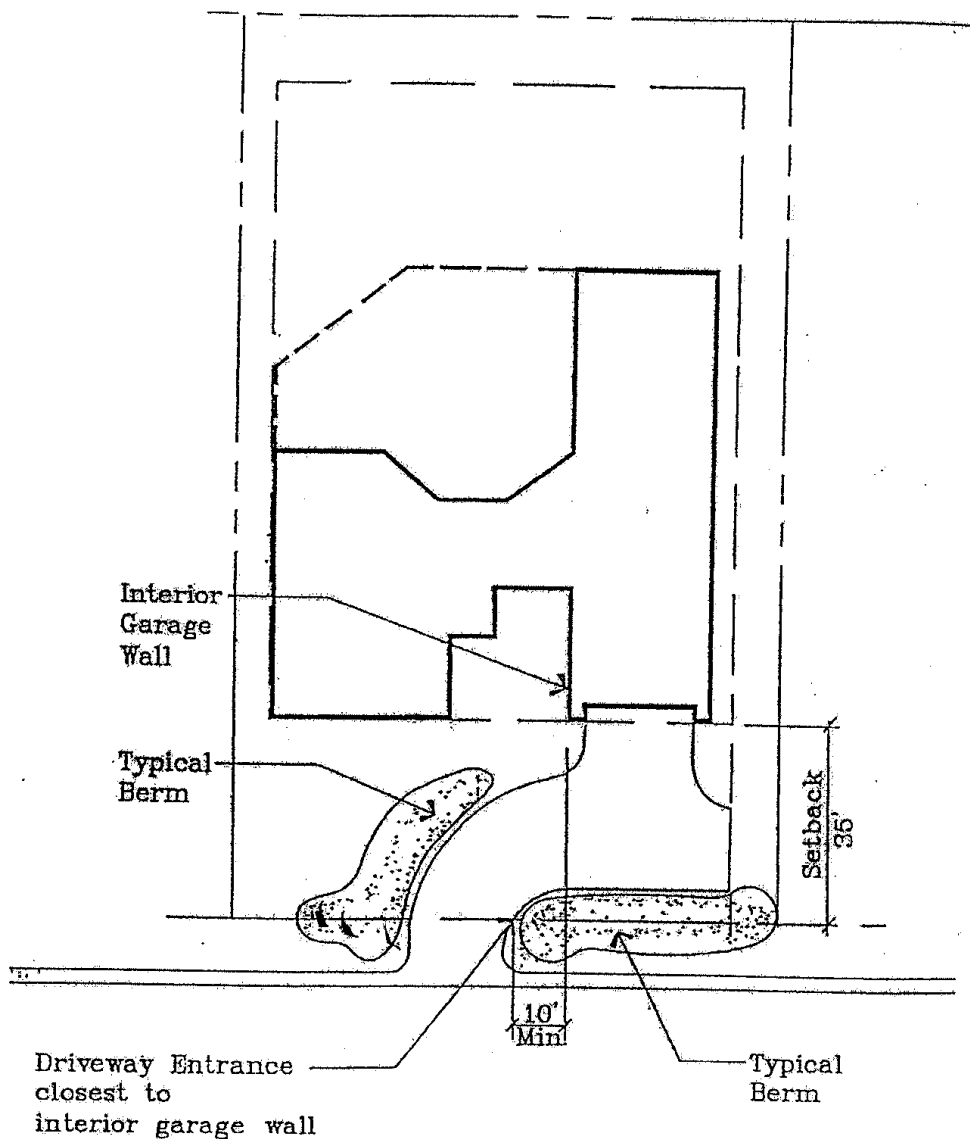 Interior
Garage
Wall
Typical
Berm
Setback
35'
10'
Min
Driveway Entrance
closest to
interior garage wall
Typical
Berm